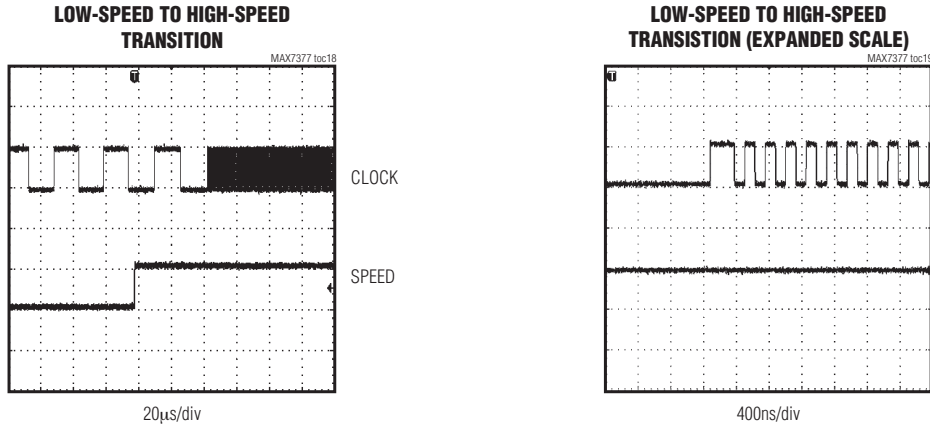 LOW-SPEED TO HIGH-SPEED
TRANSITION
MAX7377 toc18
T
CLOCK
SPEED
20μs/div
LOW-SPEED TO HIGH-SPEED
TRANSISTION (EXPANDED SCALE)
MAX7377 toc19
T
400ns/div